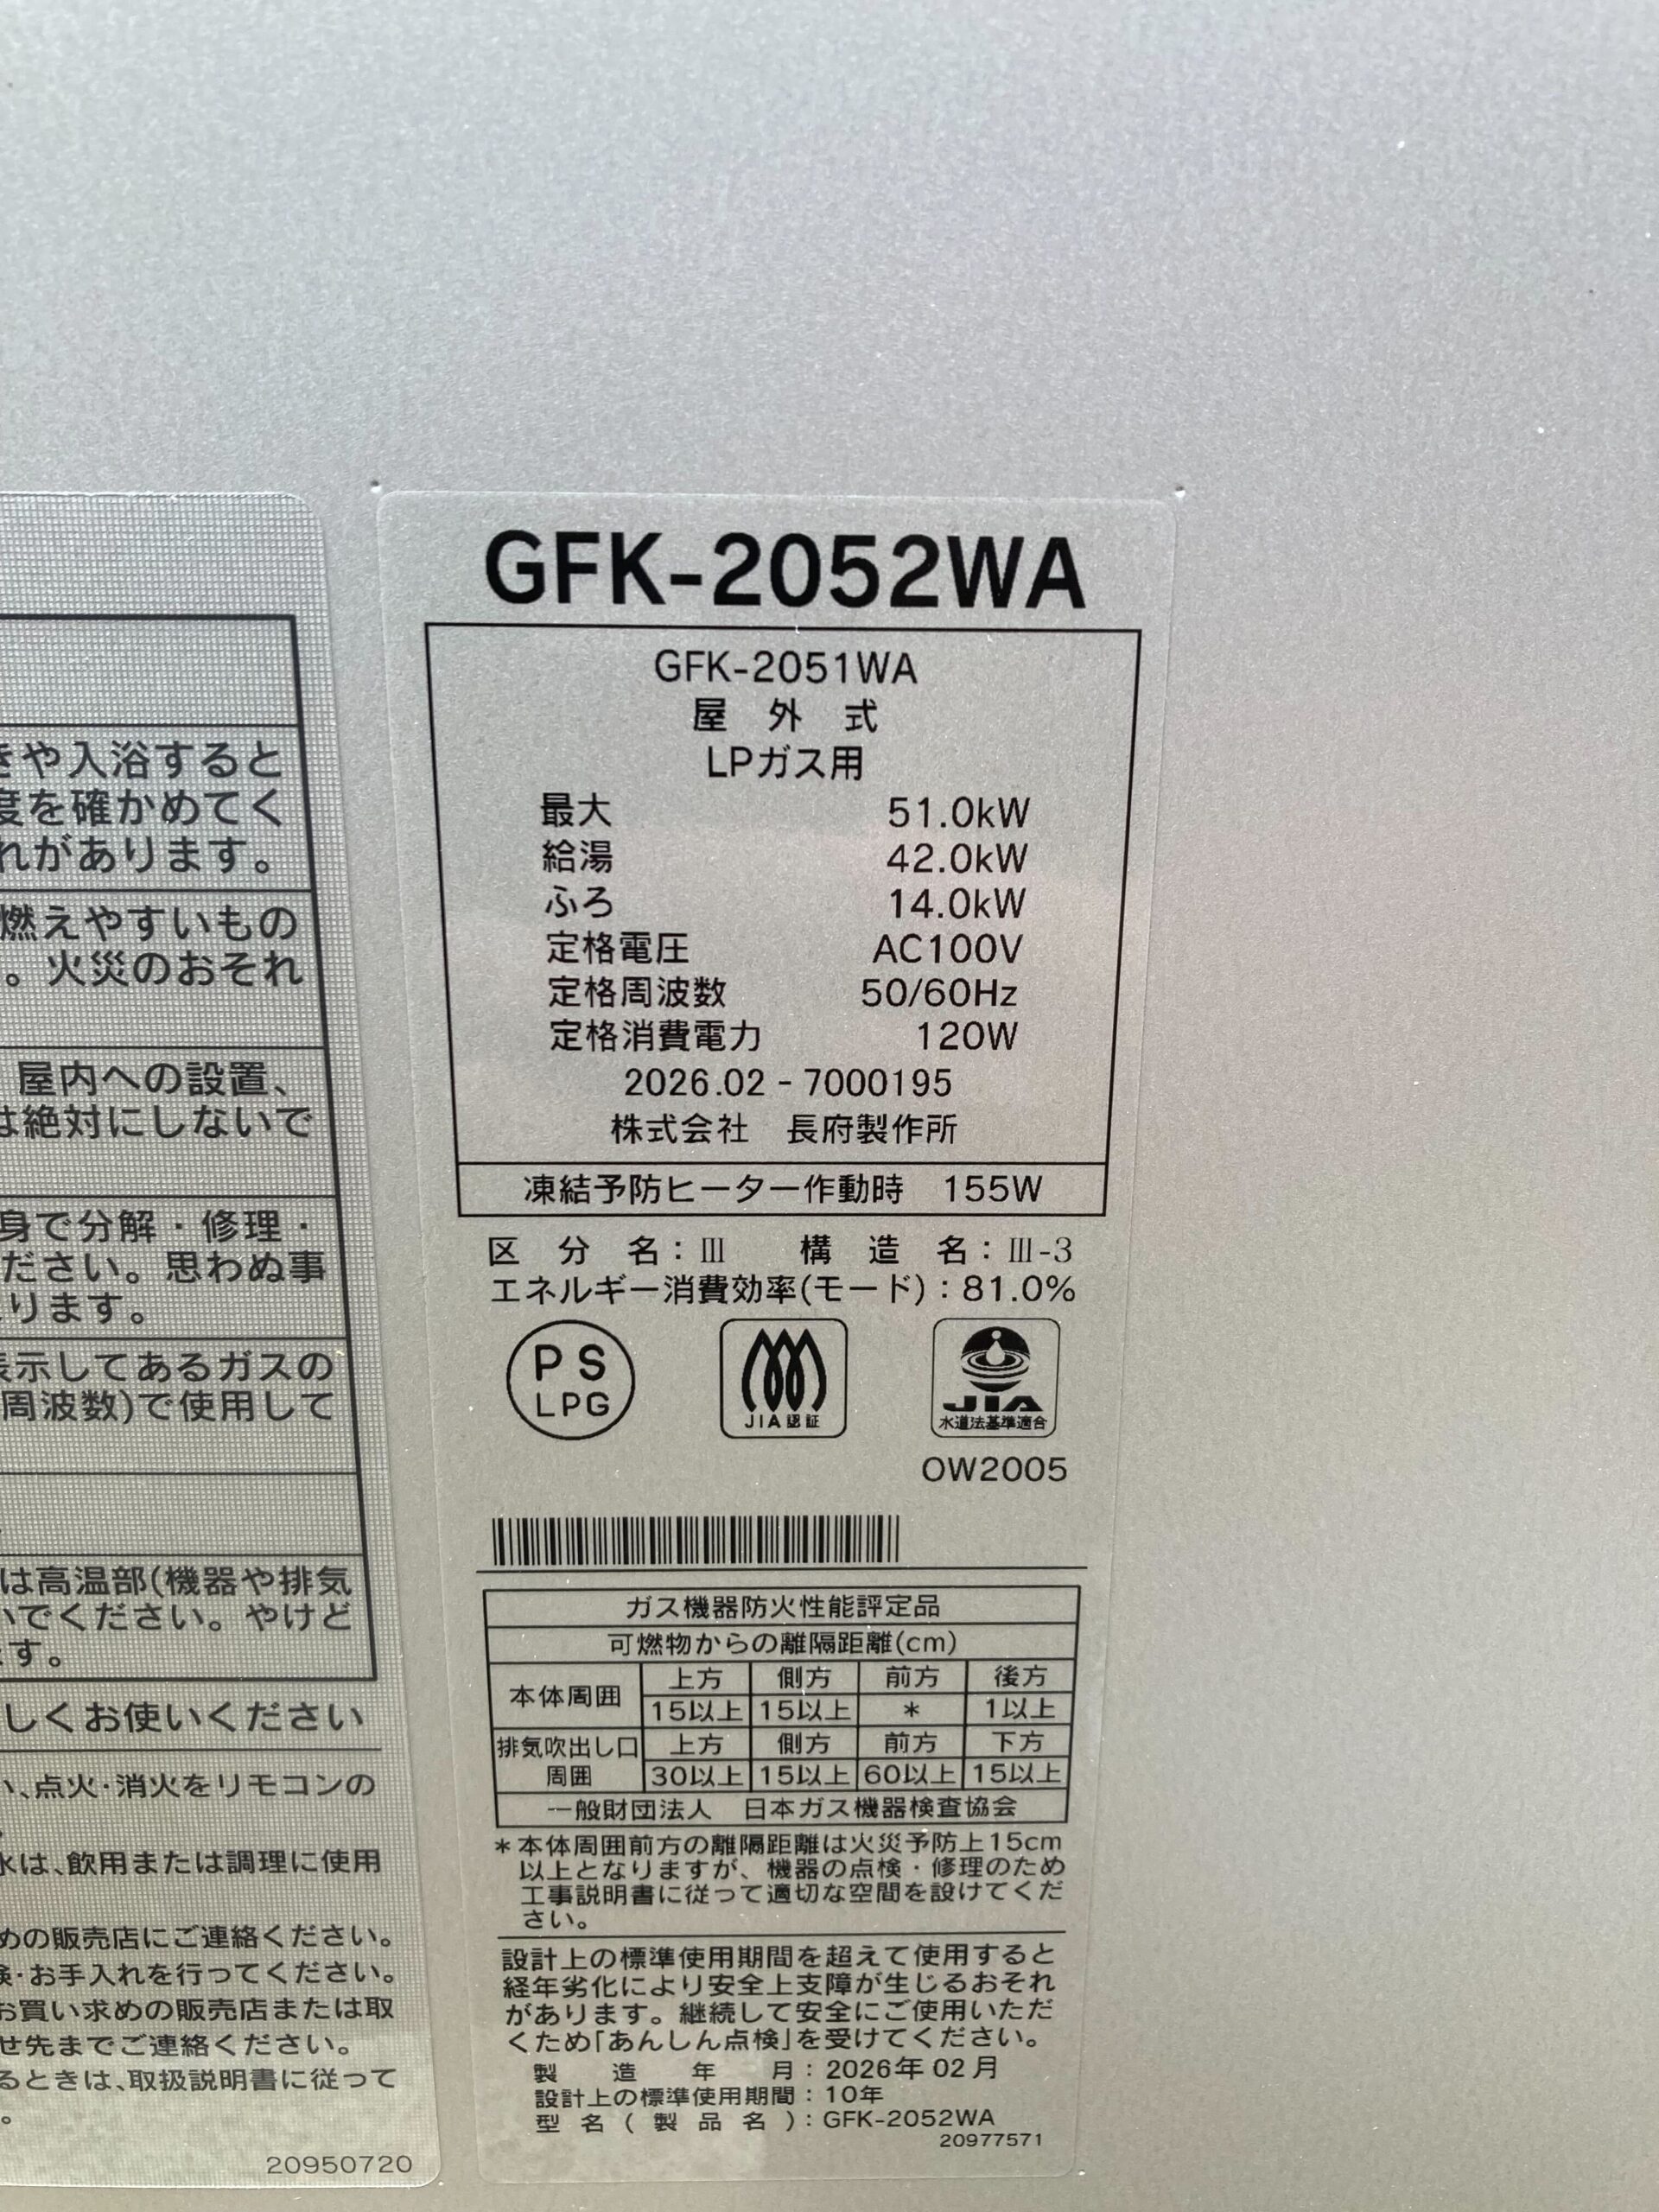 きや入浴すると
度を確かめてく
れがあります。
燃えやすいもの
。火災のおそれ
屋内への設置、
は絶対にしないで
身で分解・修理・
ださい。思わぬ事
ります。
表示してあるガスの
周波数)で使用して
は高温部(機器や排気
いでください。やけど
ます。
しくお使いください
い、点火・消火をリモコンの
水は、飲用または調理に使用
めの販売店にご連絡ください。
検・お手入れを行ってください。
お買い求めの販売店または取
せ先までご連絡ください。
るときは、取扱説明書に従って
。
20950720
GFK-2052WA
GFK-2051WA
屋 外 式
LPガス用
最大 51.0kW
給湯 42.0kW
ふろ 14.0kW
定格電圧 AC100V
定格周波数 50/60Hz
定格消費電力 120W
2026.02 - 7000195
株式会社 長府製作所
凍結予防ヒーター作動時 155W
区 分 名：Ⅲ 構 造 名：Ⅲ-3
エネルギー消費効率(モード)：81.0%
PS LPG
JIA認証
JIA
水道法基準適合
OW2005
ガス機器防火性能評定品
可燃物からの離隔距離(cm)
本体周囲 上方 側方 前方 後方
15以上 15以上 * 1以上
排気吹出し口周囲 上方 側方 前方 下方
30以上 15以上 60以上 15以上
一般財団法人 日本ガス機器検査協会
*本体周囲前方の離隔距離は火災予防上15cm
以上となりますが、機器の点検・修理のため
工事説明書に従って適切な空間を設けてくだ
さい。
設計上の標準使用期間を超えて使用すると
経年劣化により安全上支障が生じるおそれ
があります。継続して安全にご使用いただ
くため「あんしん点検」を受けてください。
製 造 年 月：2026年02月
設計上の標準使用期間：10年
型 名 ( 製 品 名 )：GFK-2052WA
20977571